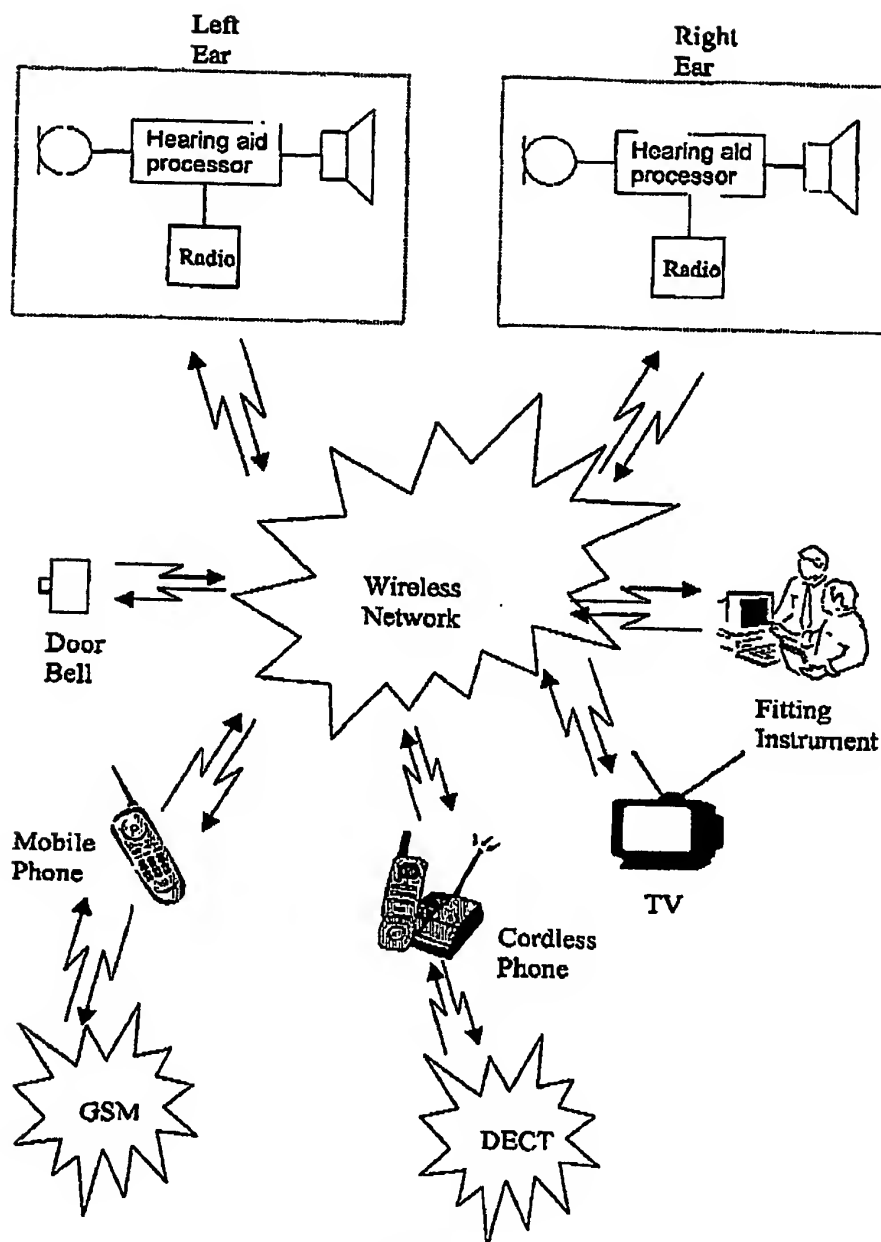 Left
Ear
Right
Ear
Hearing aid
processor
Radio
Hearing aid
processor
Radio
Wireless
Network
Door
Bell
Fitting
Instrument
Mobile
Phone
TV
Cordless
Phone
GSM
DECT